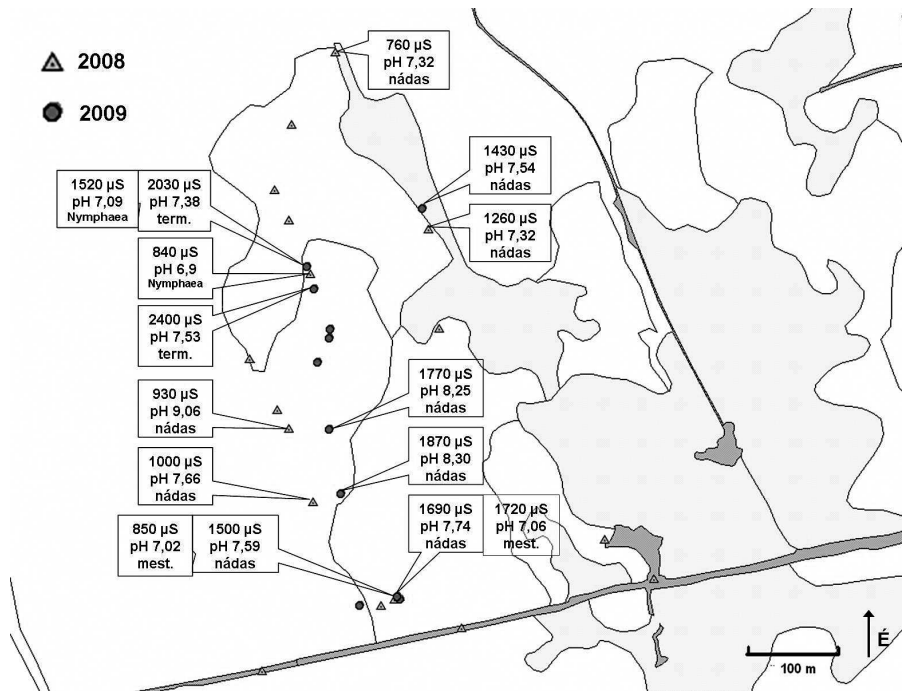 2008
2009
760 µS
pH 7,32
nádas
1430 µS
pH 7,54
nádas
1260 µS
pH 7,32
nádas
1520 µS
pH 7,09
Nymphaea
2030 µS
pH 7,38
term.
840 µS
pH 6,9
Nymphaea
2400 µS
pH 7,53
term.
930 µS
pH 9,06
nádas
1770 µS
pH 8,25
nádas
1870 µS
pH 8,30
nádas
1000 µS
pH 7,66
nádas
850 µS
pH 7,02
mest.
1500 µS
pH 7,59
nádas
1690 µS
pH 7,74
nádas
1720 µS
pH 7,06
mest.
É
100 m